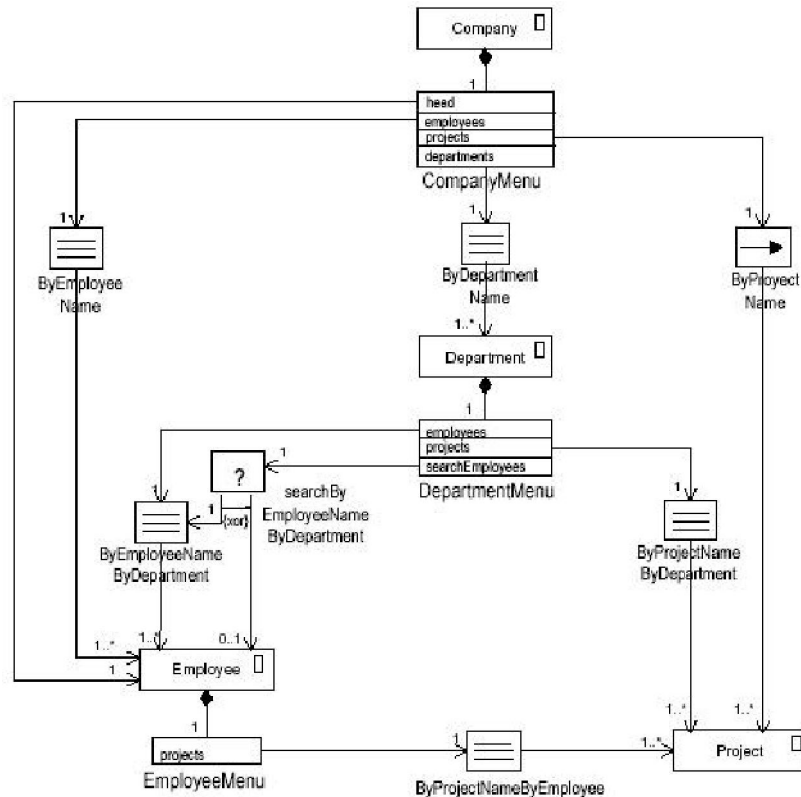 Company
1
head
employees
projects
departments
CompanyMenu
1
1
1
ByEmployee
Name
ByDepartment
Name
ByProyect
Name
1..*
Department
1
employees
projects
searchEmployees
DepartmentMenu
1
?
searchBy
EmployeeName
ByDepartment
1
1
{xor}
1
ByEmployeeName
ByDepartment
ByProjectName
ByDepartment
1..*
1..*
0..1
1
Employee
1
projects
EmployeeMenu
1
ByProjectNameByEmployee
1..*
1..*
1..*
Project